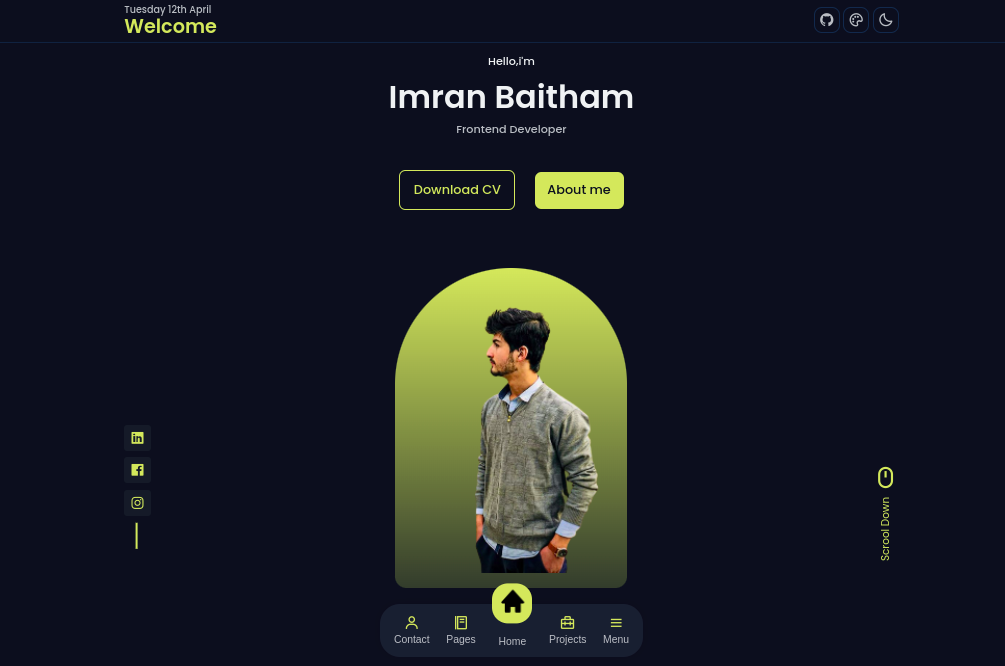 Tuesday 12th April
Welcome
Hello,i'm
Imran Baitham
Frontend Developer
Download CV
About me
Scrool Down
Contact
Pages
Home
Projects
Menu